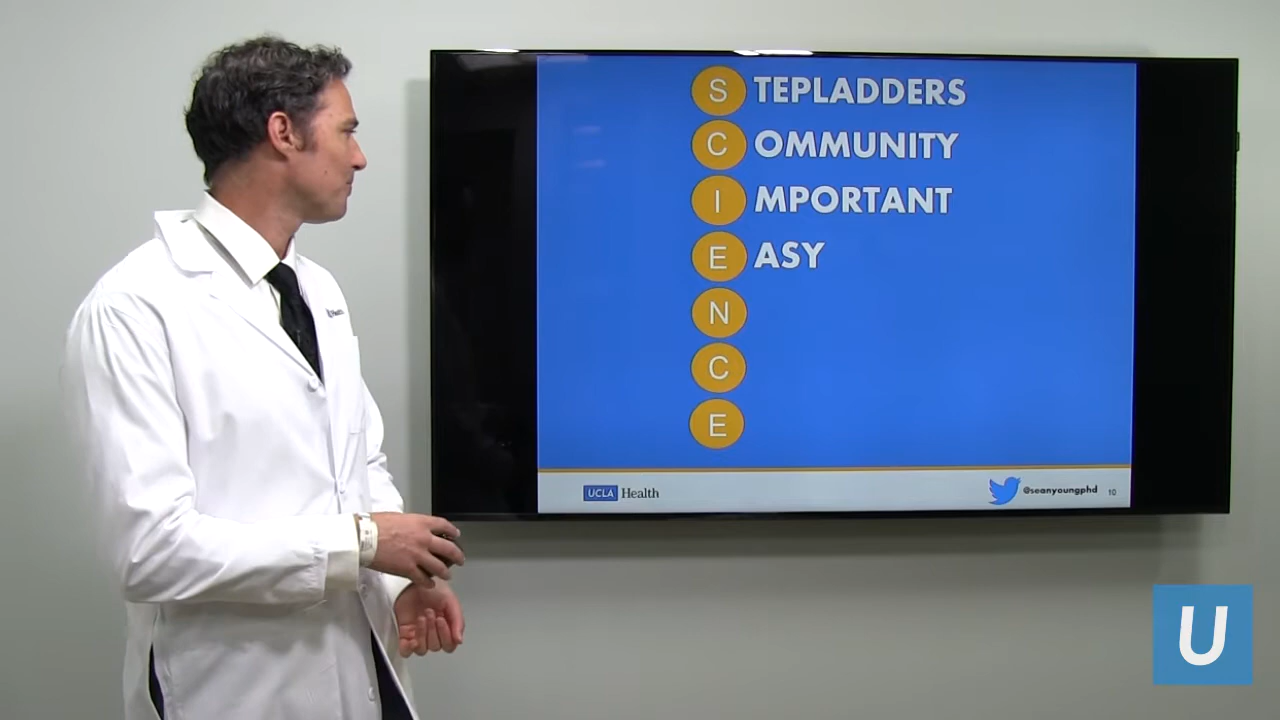 STEPLADDERS
COMMUNITY
IMPORTANT
EASY
N
C
E
UCLA Health
@seanyoungphd 10
U